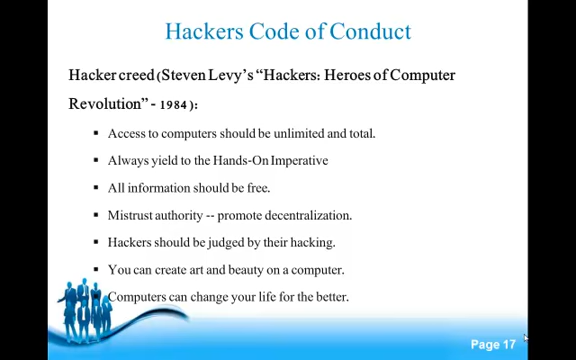 Hackers Code of Conduct
Hacker creed (Steven Levy's “Hackers: Heroes of Computer
Revolution” - 1984 ):
▪ Access to computers should be unlimited and total.
▪ Always yield to the Hands-On Imperative
▪ All information should be free.
▪ Mistrust authority -- promote decentralization.
▪ Hackers should be judged by their hacking.
▪ You can create art and beauty on a computer.
▪ Computers can change your life for the better.
Page 17